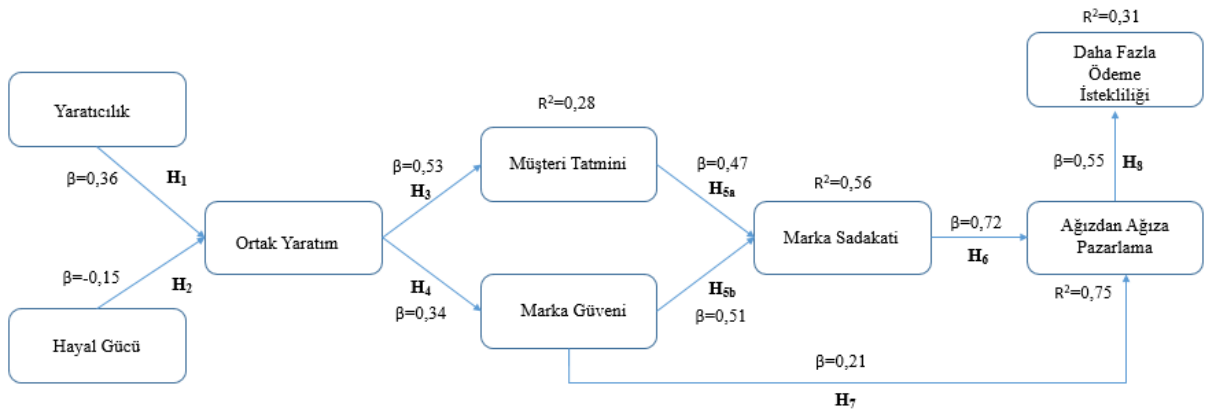 R²=0,31
Daha Fazla
Ödeme
İstekliliği
Yaratıcılık
R²=0,28
β=0,36
H₁
β=0,53
H₃
Müşteri Tatmini
β=0,47
H₅ₐ
β=0,55
H₈
R²=0,56
Ortak Yaratım
Marka Sadakati
β=0,72
H₆
Ağızdan Ağıza
Pazarlama
β=-0,15
H₂
H₄
β=0,34
Marka Güveni
H₅b
β=0,51
R²=0,75
Hayal Gücü
β=0,21
H₇